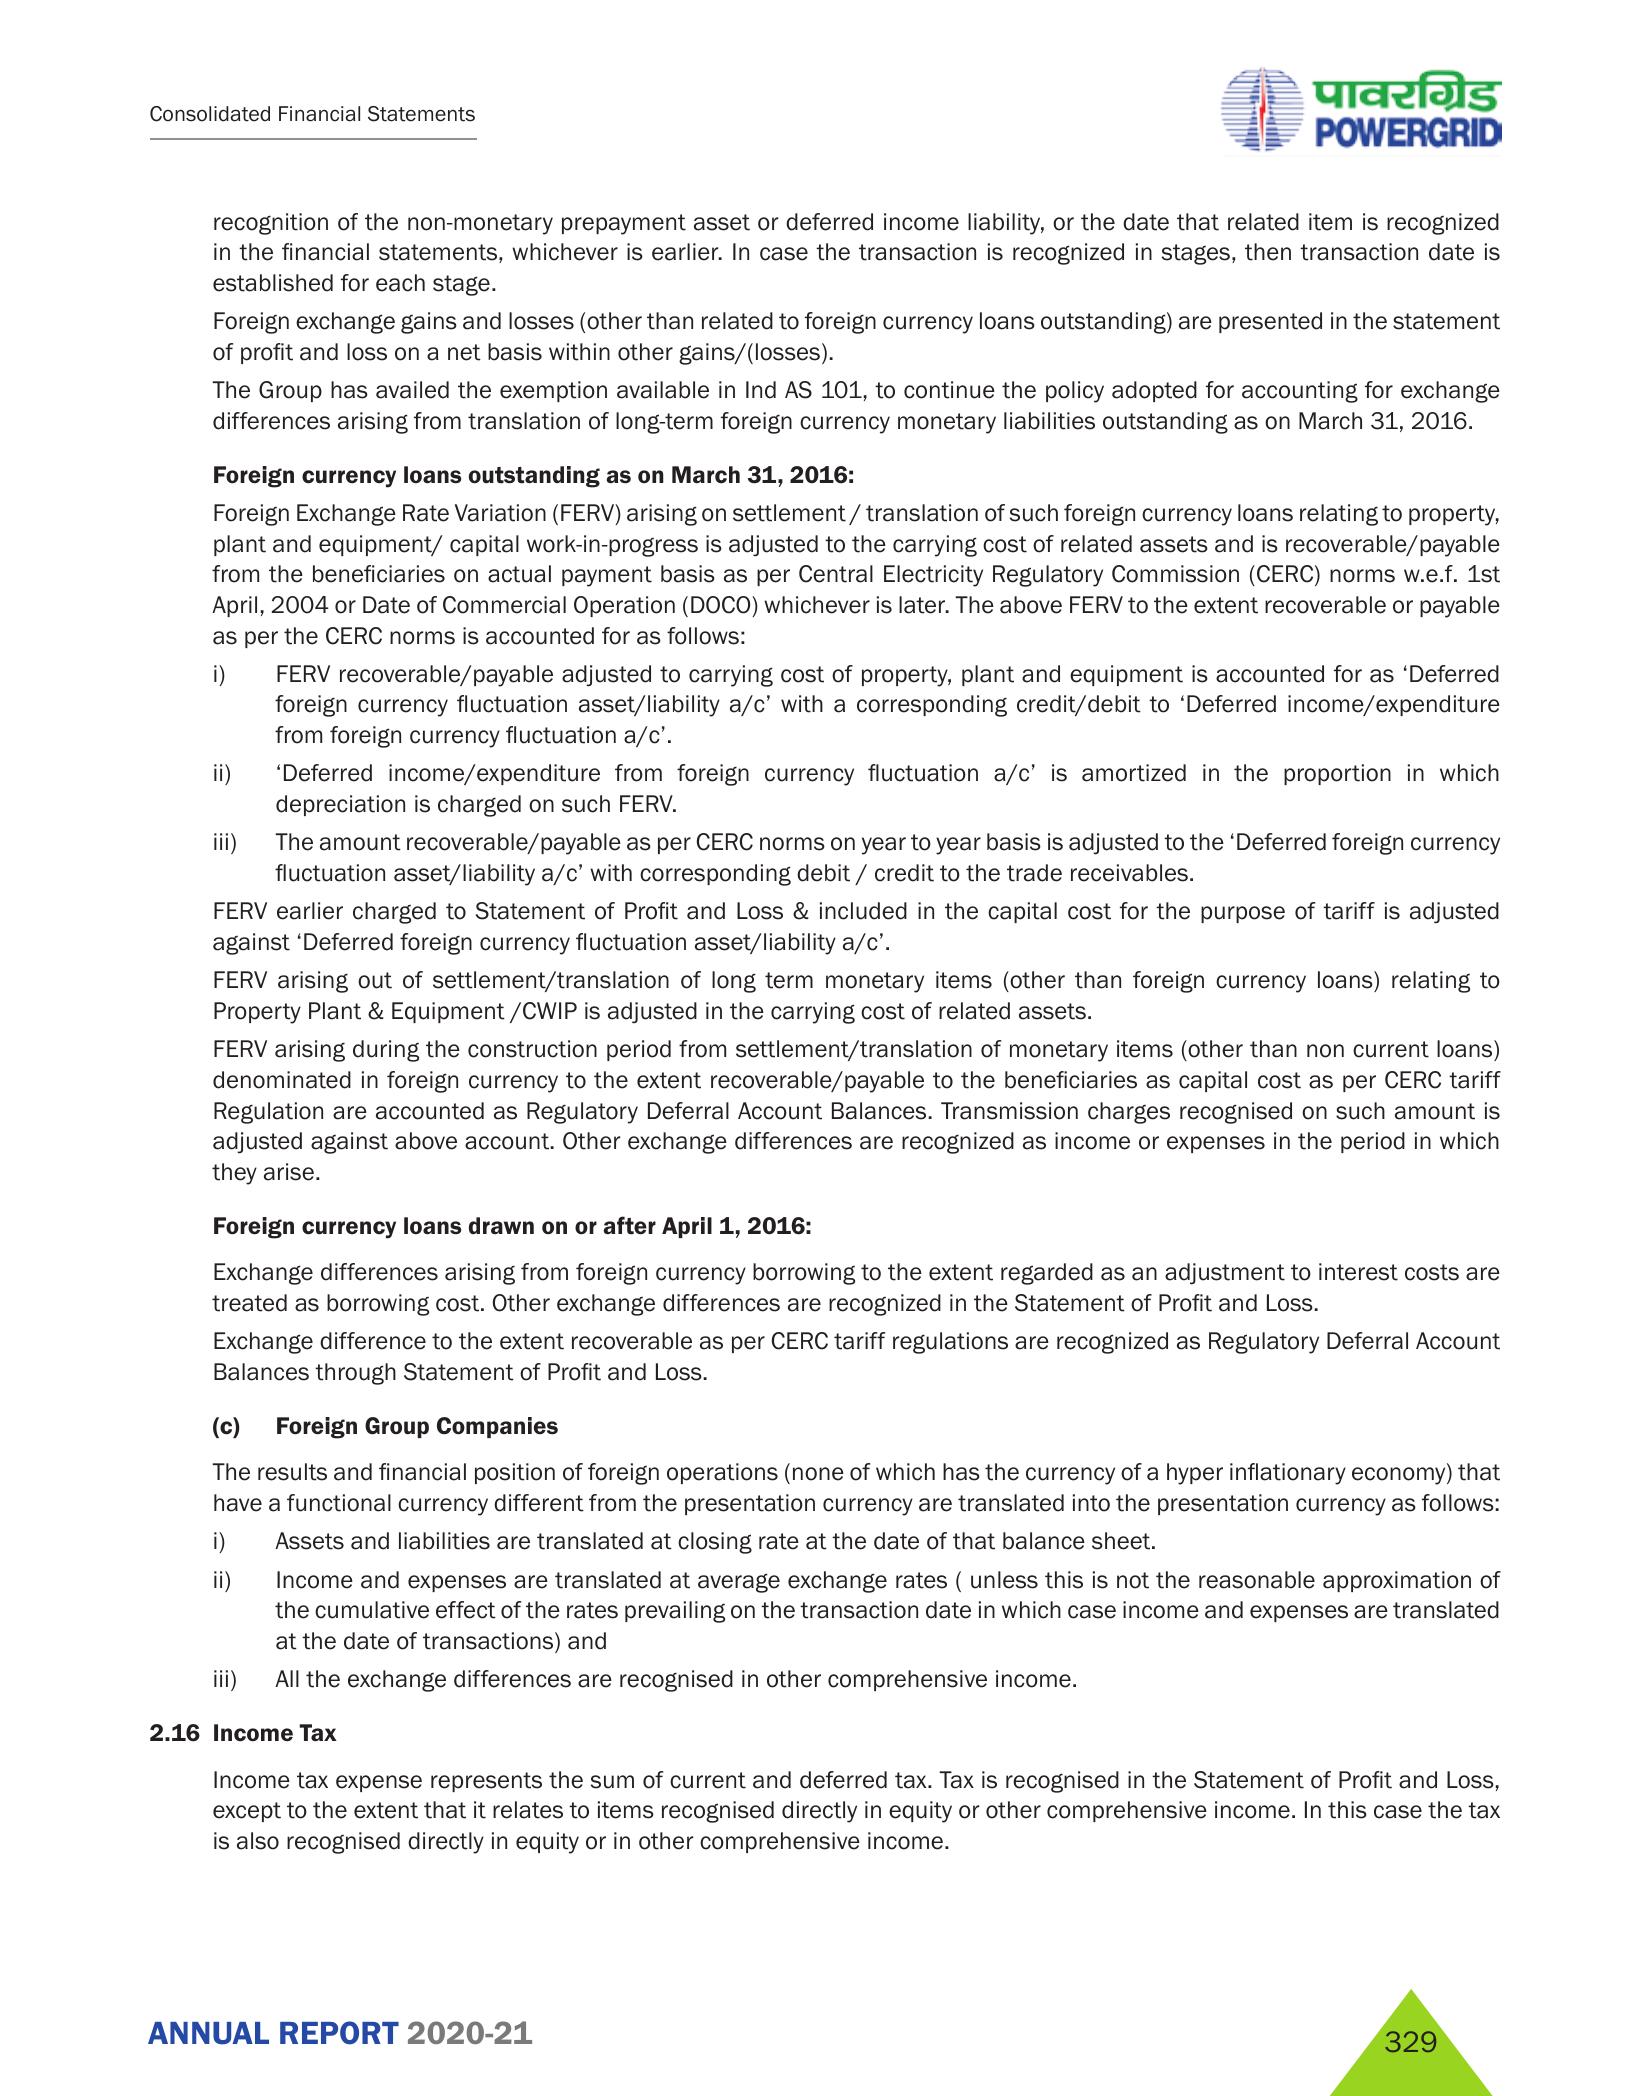 Consolidated Financial Statements
पावरग्रिड
POWERGRID
recognition of the non-monetary prepayment asset or deferred income liability, or the date that related item is recognized
in the financial statements, whichever is earlier. In case the transaction is recognized in stages, then transaction date is
established for each stage.
Foreign exchange gains and losses (other than related to foreign currency loans outstanding) are presented in the statement
of profit and loss on a net basis within other gains/(losses).
The Group has availed the exemption available in Ind AS 101, to continue the policy adopted for accounting for exchange
differences arising from translation of long-term foreign currency monetary liabilities outstanding as on March 31, 2016.
Foreign currency loans outstanding as on March 31, 2016:
Foreign Exchange Rate Variation (FERV) arising on settlement / translation of such foreign currency loans relating to property,
plant and equipment/ capital work-in-progress is adjusted to the carrying cost of related assets and is recoverable/payable
from the beneficiaries on actual payment basis as per Central Electricity Regulatory Commission (CERC) norms w.e.f. 1st
April, 2004 or Date of Commercial Operation (DOCO) whichever is later. The above FERV to the extent recoverable or payable
as per the CERC norms is accounted for as follows:
i) FERV recoverable/payable adjusted to carrying cost of property, plant and equipment is accounted for as ‘Deferred
foreign currency fluctuation asset/liability a/c’ with a corresponding credit/debit to ‘Deferred income/expenditure
from foreign currency fluctuation a/c’.
ii) ‘Deferred income/expenditure from foreign currency fluctuation a/c’ is amortized in the proportion in which
depreciation is charged on such FERV.
iii) The amount recoverable/payable as per CERC norms on year to year basis is adjusted to the ‘Deferred foreign currency
fluctuation asset/liability a/c’ with corresponding debit / credit to the trade receivables.
FERV earlier charged to Statement of Profit and Loss & included in the capital cost for the purpose of tariff is adjusted
against ‘Deferred foreign currency fluctuation asset/liability a/c’.
FERV arising out of settlement/translation of long term monetary items (other than foreign currency loans) relating to
Property Plant & Equipment /CWIP is adjusted in the carrying cost of related assets.
FERV arising during the construction period from settlement/translation of monetary items (other than non current loans)
denominated in foreign currency to the extent recoverable/payable to the beneficiaries as capital cost as per CERC tariff
Regulation are accounted as Regulatory Deferral Account Balances. Transmission charges recognised on such amount is
adjusted against above account. Other exchange differences are recognized as income or expenses in the period in which
they arise.
Foreign currency loans drawn on or after April 1, 2016:
Exchange differences arising from foreign currency borrowing to the extent regarded as an adjustment to interest costs are
treated as borrowing cost. Other exchange differences are recognized in the Statement of Profit and Loss.
Exchange difference to the extent recoverable as per CERC tariff regulations are recognized as Regulatory Deferral Account
Balances through Statement of Profit and Loss.
(c) Foreign Group Companies
The results and financial position of foreign operations (none of which has the currency of a hyper inflationary economy) that
have a functional currency different from the presentation currency are translated into the presentation currency as follows:
i) Assets and liabilities are translated at closing rate at the date of that balance sheet.
ii) Income and expenses are translated at average exchange rates ( unless this is not the reasonable approximation of
the cumulative effect of the rates prevailing on the transaction date in which case income and expenses are translated
at the date of transactions) and
iii) All the exchange differences are recognised in other comprehensive income.
2.16 Income Tax
Income tax expense represents the sum of current and deferred tax. Tax is recognised in the Statement of Profit and Loss,
except to the extent that it relates to items recognised directly in equity or other comprehensive income. In this case the tax
is also recognised directly in equity or in other comprehensive income.
ANNUAL REPORT 2020-21
329